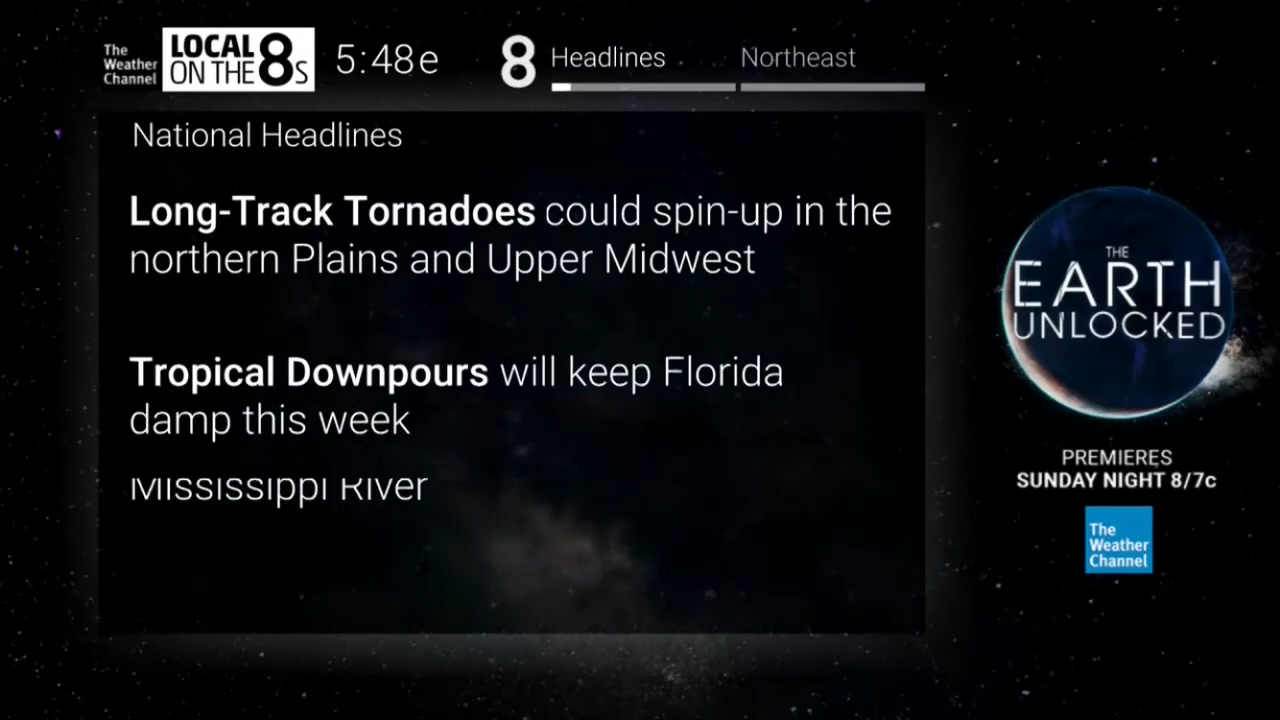 The
Weather
Channel
LOCAL
ON THE 8s
5:48e
8
Headlines
Northeast
National Headlines
Long-Track Tornadoes could spin-up in the
northern Plains and Upper Midwest
Tropical Downpours will keep Florida
damp this week
Mississippi River
THE
EARTH
UNLOCKED
PREMIERES
SUNDAY NIGHT 8/7c
The
Weather
Channel